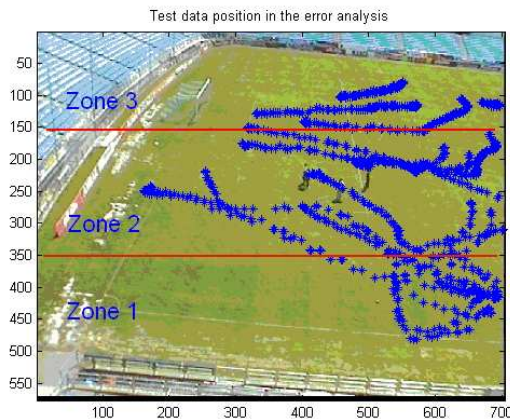 Test data position in the error analysis
50
100
Zone 3
150
200
250
Zone 2
300
350
400
Zone 1
450
500
550
100 200 300 400 500 600 700